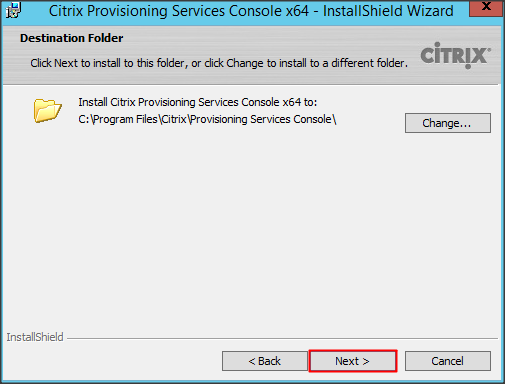 Citrix Provisioning Services Console x64 - InstallShield Wizard
X
Destination Folder
Click Next to install to this folder, or click Change to install to a different folder.
CITRIX
Install Citrix Provisioning Services Console x64 to:
C:\Program Files\Citrix\Provisioning Services Console\
Change...
InstallShield
< Back
Next >
Cancel